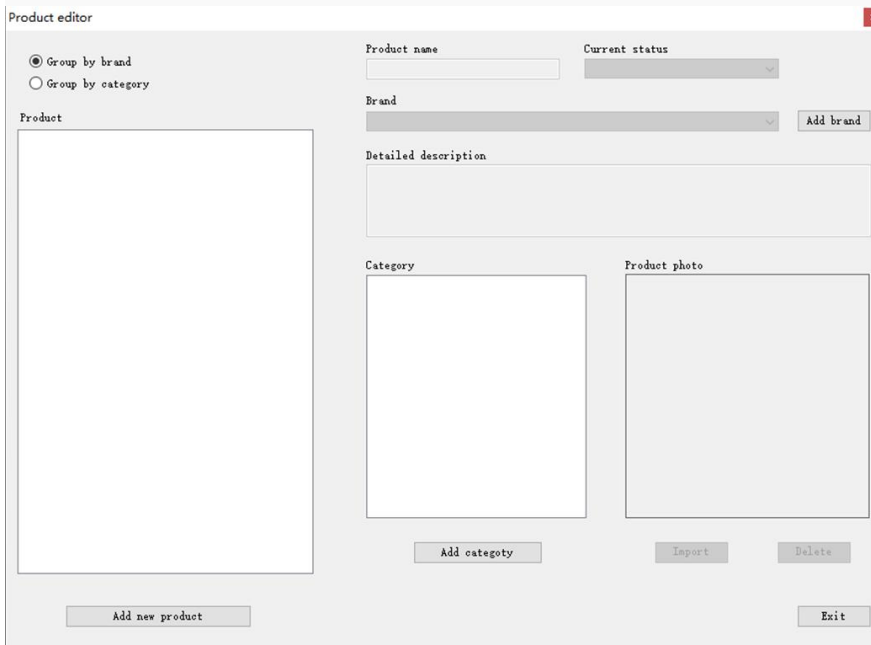 Product editor
Group by brand
Group by category
Product
Add new product
Product name
Current status
Brand
Add brand
Detailed description
Category
Product photo
Add categoty
Import
Delete
Exit